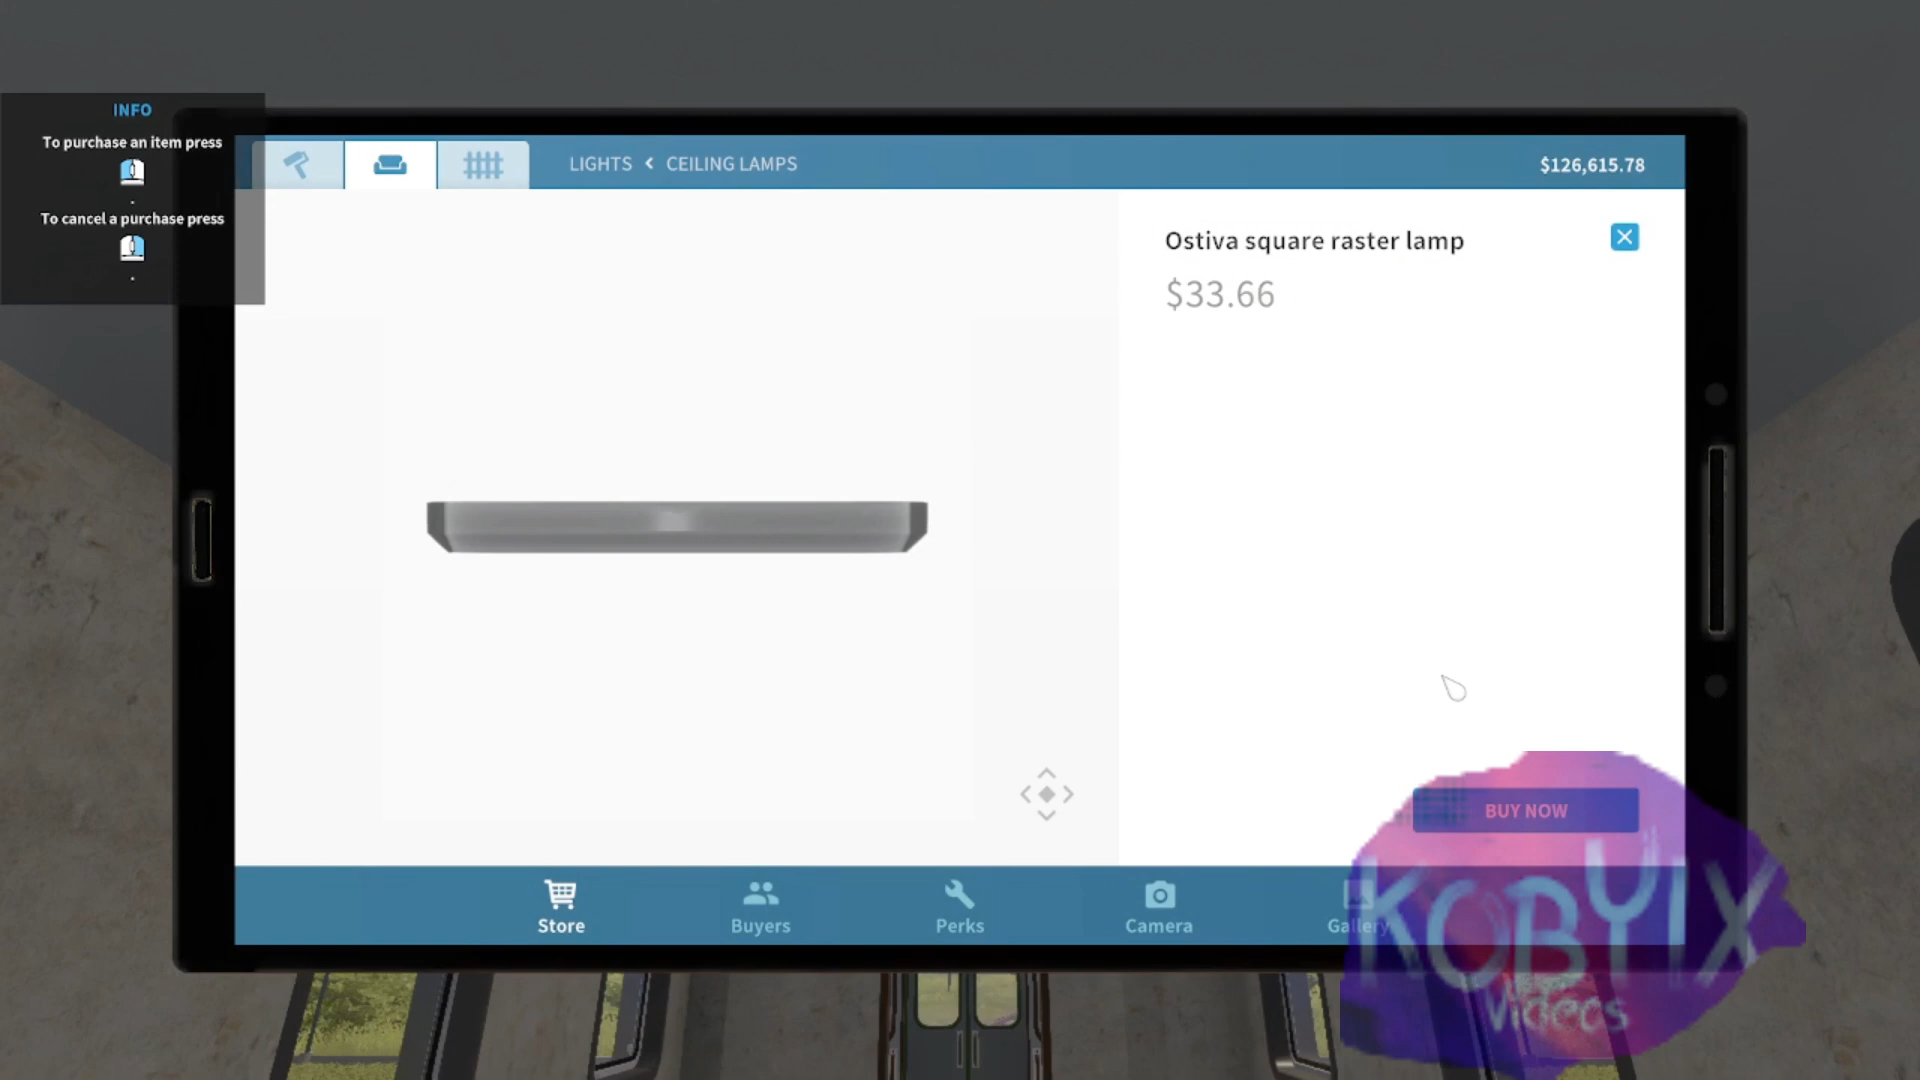 INFO
To purchase an item press
.
To cancel a purchase press
.
LIGHTS < CEILING LAMPS
$126,615.78
Ostiva square raster lamp
$33.66
BUY NOW
Store
Buyers
Perks
Camera
Gallery
KOBYIX
Videos